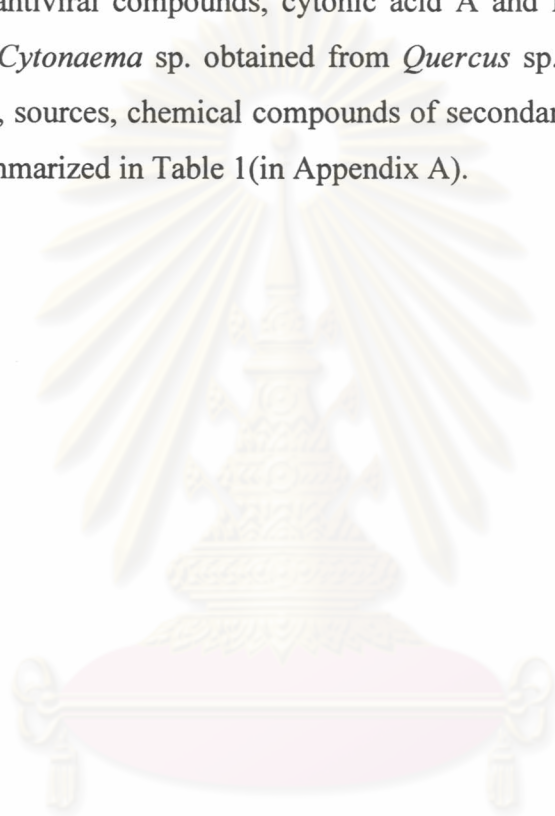 antiviral compounds, cytonic acid A and
Cytonaema sp. obtained from Quercus sp.
, sources, chemical compounds of secondar
nmarized in Table 1(in Appendix A).